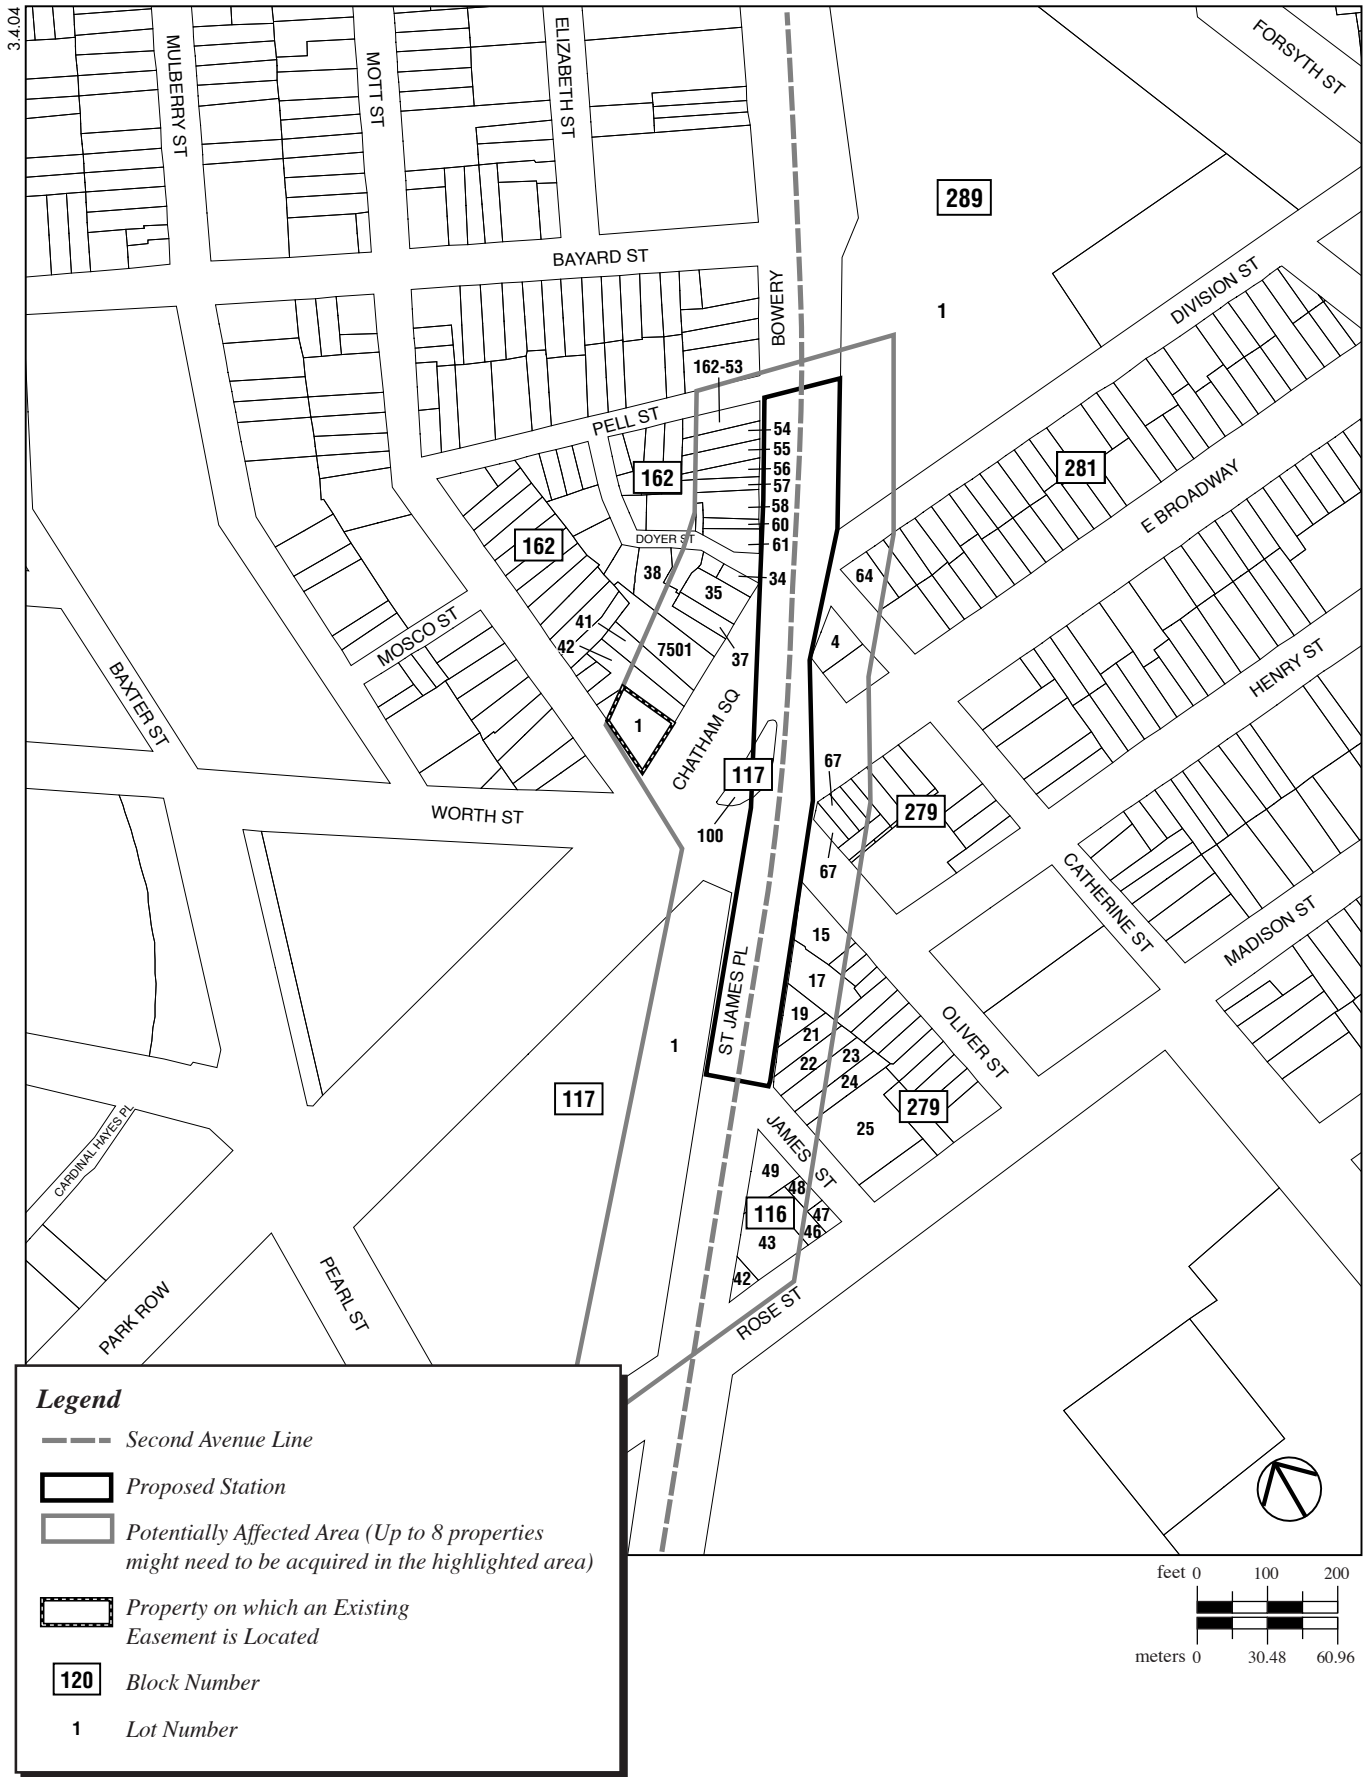 3.4.04
MULBERRY ST
MOTT ST
ELIZABETH ST
FORSYTH ST
289
BAYARD ST
BOWERY
DIVISION ST
1
162-53
PELL ST
54
55
56
57
58
60
61
162
281
E BROADWAY
162
DOYER ST
38
35
34
64
41
42
7501
37
4
MOSCO ST
HENRY ST
BAXTER ST
1
CHATHAM SQ
117
67
279
WORTH ST
100
67
CATHERINE ST
MADISON ST
15
17
ST JAMES PL
19
21
22
23
24
OLIVER ST
1
117
279
25
CARDINAL HAYES PL
JAMES ST
49
48
116
47
46
43
42
PEARL ST
PARK ROW
ROSE ST
Legend
Second Avenue Line
Proposed Station
Potentially Affected Area (Up to 8 properties
might need to be acquired in the highlighted area)
Property on which an Existing
Easement is Located
120 Block Number
1 Lot Number
feet 0 100 200
meters 0 30.48 60.96